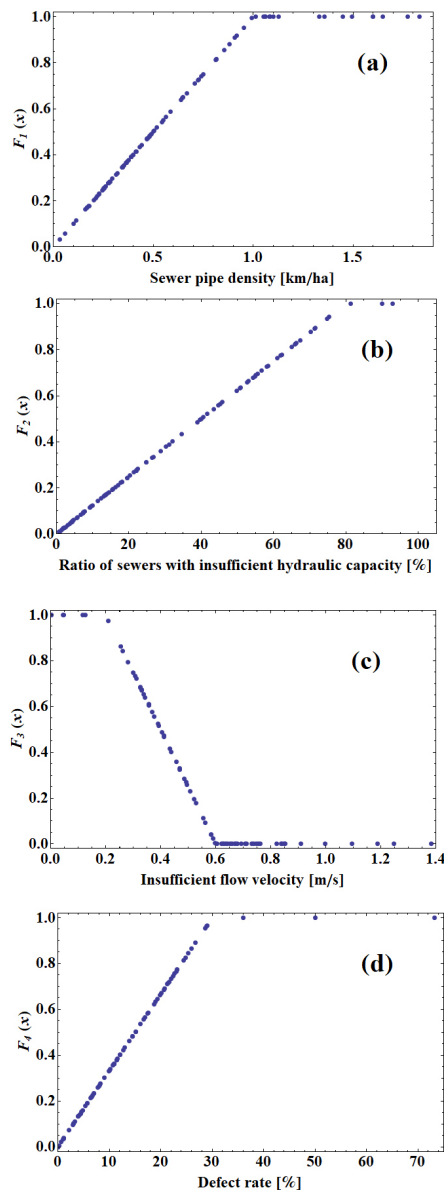 1.0
(a)
0.8
0.6
F1 (x)
0.4
0.2
0.0
0.0 0.5 1.0 1.5
Sewer pipe density [km/ha]
1.0
0.8
(b)
0.6
F2 (x)
0.4
0.2
0.0
0 20 40 60 80 100
Ratio of sewers with insufficient hydraulic capacity [%]
1.0
0.8
(c)
0.6
F3 (x)
0.4
0.2
0.0
0.0 0.2 0.4 0.6 0.8 1.0 1.2 1.4
Insufficient flow velocity [m/s]
1.0
0.8
(d)
0.6
F4 (x)
0.4
0.2
0.0
0 10 20 30 40 50 60 70
Defect rate [%]